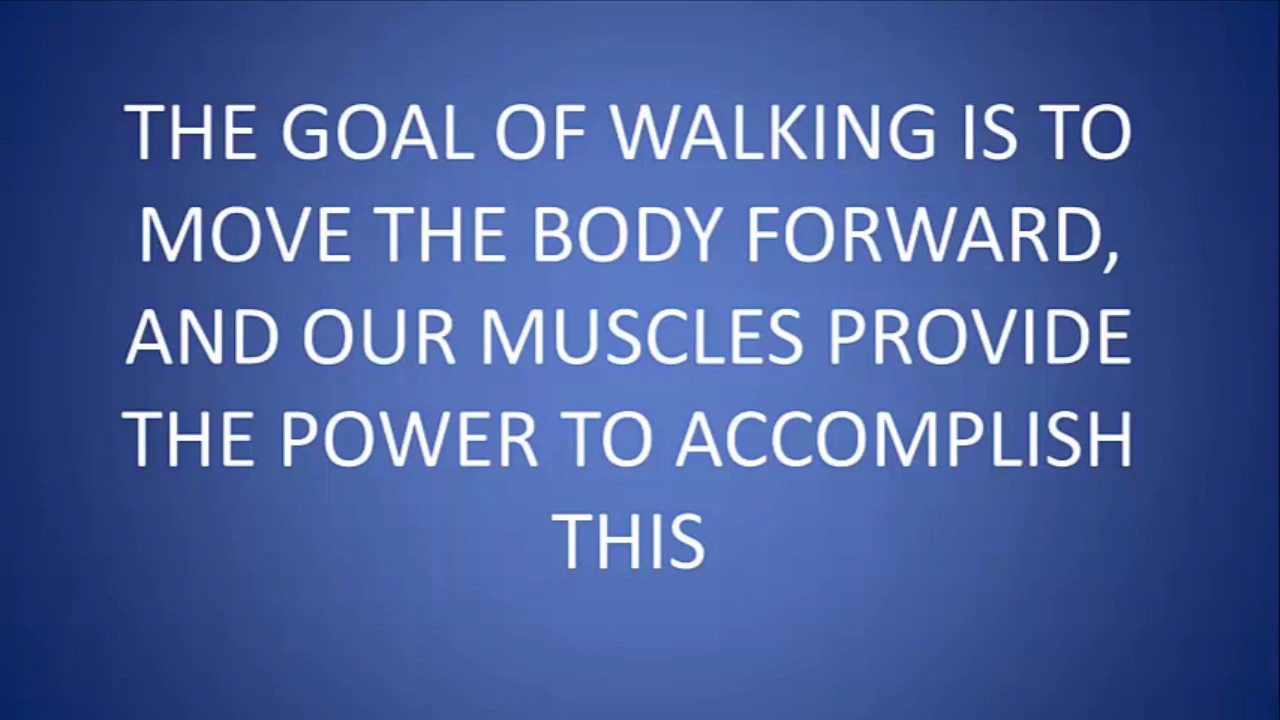 THE GOAL OF WALKING IS TO
MOVE THE BODY FORWARD,
AND OUR MUSCLES PROVIDE
THE POWER TO ACCOMPLISH
THIS